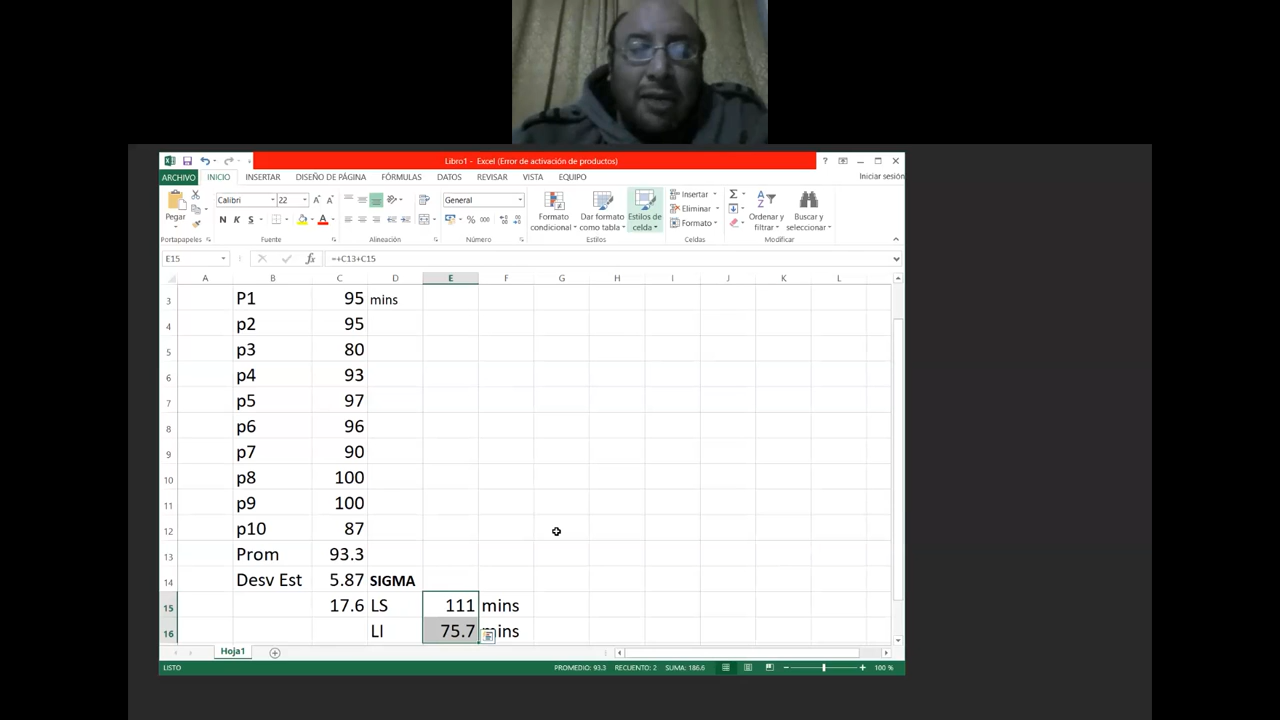 Libro1 - Excel (Error de activación de productos)
ARCHIVO INICIO INSERTAR DISEÑO DE PÁGINA FÓRMULAS DATOS REVISAR VISTA EQUIPO Iniciar sesión
Pegar
Portapapeles
Calibri 22
N K S
Fuente
Alineación
General
Número
Formato condicional
Dar formato como tabla
Estilos de celda
Estilos
Insertar
Eliminar
Formato
Celdas
Ordenar y filtrar
Buscar y seleccionar
Modificar
E15 =+C13+C15
A B C D E F G H I J K L
3 P1 95 mins
4 p2 95
5 p3 80
6 p4 93
7 p5 97
8 p6 96
9 p7 90
10 p8 100
11 p9 100
12 p10 87
13 Prom 93.3
14 Desv Est 5.87 SIGMA
15 17.6 LS 111 mins
16 LI 75.7 mins
Hoja1
LISTO PROMEDIO: 93.3 RECUENTO: 2 SUMA: 186.6 100 %